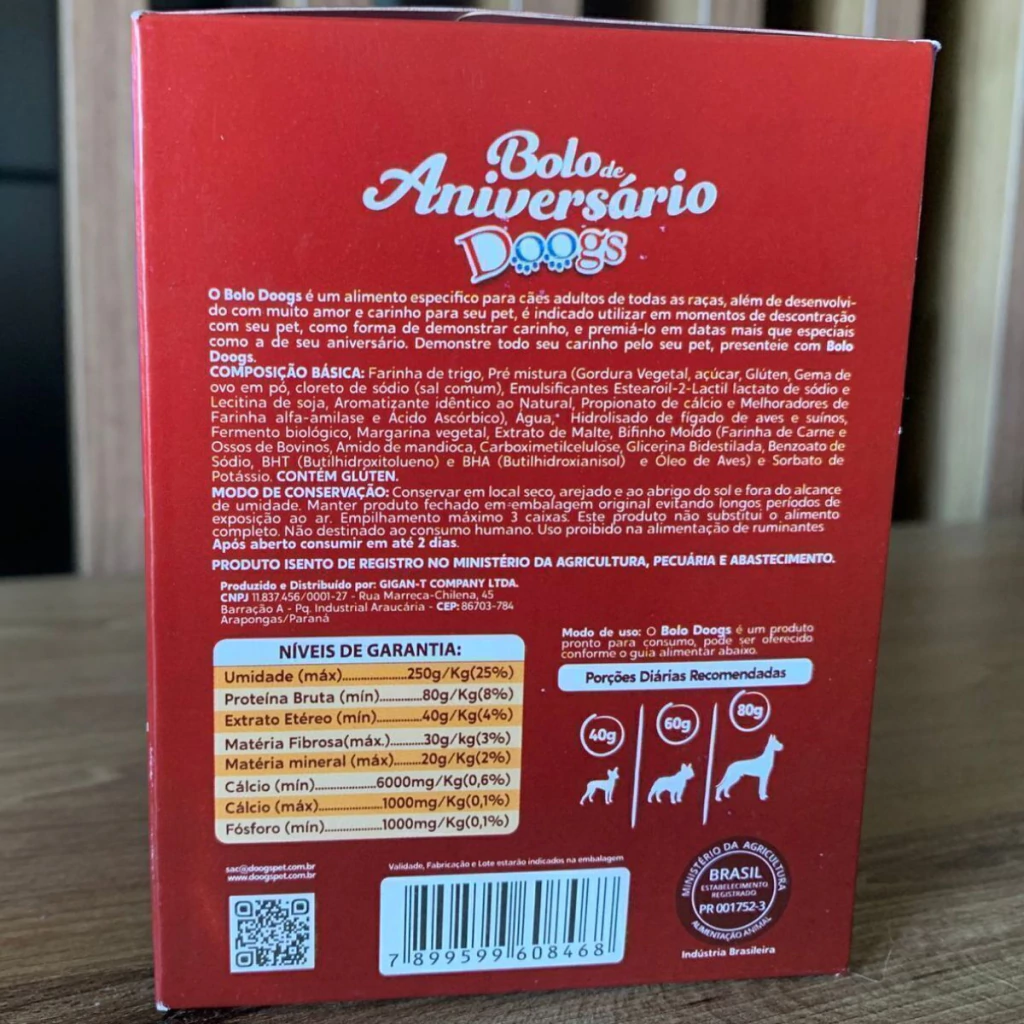 Bolo de
Aniversário
Doogs
O Bolo Doogs é um alimento especifico para cães adultos de todas as raças, além de desenvolvi-
do com muito amor e carinho para seu pet, é indicado utilizar em momentos de descontração
com seu pet, como forma de demonstrar carinho, e premiá-lo em datas mais que especiais
como a de seu aniversário. Demonstre todo seu carinho pelo seu pet, presenteie com Bolo
Doogs.
COMPOSIÇÃO BÁSICA: Farinha de trigo, Pré mistura (Gordura Vegetal, açúcar, Glúten, Gema de
ovo em pó, cloreto de sódio (sal comum), Emulsificantes Estearoil-2-Lactil lactato de sódio e
Lecitina de soja, Aromatizante idêntico ao Natural, Propionato de cálcio e Melhoradores de
Farinha alfa-amilase e Ácido Ascórbico), Água,* Hidrolisado de fígado de aves e suínos,
Fermento biológico, Margarina vegetal, Extrato de Malte, Bifinho Moldo (Farinha de Carne e
Ossos de Bovinos, Amido de mandioca, Carboximetilcelulose, Glicerina Bidestilada, Benzoato de
Sódio, BHT (Butilhidroxitolueno) e BHA (Butilhidroxianisol) e Óleo de Aves) e Sorbato de
Potássio. CONTÉM GLÚTEN.
MODO DE CONSERVAÇÃO: Conservar em local seco, arejado e ao abrigo do sol e fora do alcance
de umidade. Manter produto fechado em embalagem original evitando longos períodos de
exposição ao ar. Empilhamento máximo 3 caixas. Este produto não substitui o alimento
completo. Não destinado ao consumo humano. Uso proibido na alimentação de ruminantes
Após aberto consumir em até 2 dias.
PRODUTO ISENTO DE REGISTRO NO MINISTÉRIO DA AGRICULTURA, PECUÁRIA E ABASTECIMENTO.
Produzido e Distribuído por: GIGAN-T COMPANY LTDA.
CNPJ 11.837.456/0001-27 - Rua Marreca-Chilena, 45
Barração A - Pq. Industrial Araucária - CEP: 86703-784
Arapongas/Paraná
NÍVEIS DE GARANTIA:
Umidade (máx)..................250g/Kg(25%)
Proteína Bruta (mín)..........80g/Kg(8%)
Extrato Etéreo (mín)...........40g/Kg(4%)
Matéria Fibrosa(máx.).........30g/kg(3%)
Matéria mineral (máx).......20g/Kg(2%)
Cálcio (mín).......................6000mg/Kg(0,6%)
Cálcio (máx)......................1000mg/Kg(0,1%)
Fósforo (mín)....................1000mg/Kg(0,1%)
Modo de uso: O Bolo Doogs é um produto
pronto para consumo, pode ser oferecido
conforme o guia alimentar abaixo.
Porções Diárias Recomendadas
40g
60g
80g
sac@doogspet.com.br
www.doogspet.com.br
Validade, Fabricação e Lote estarão indicados na embalagem
7 899599 608468
MINISTÉRIO DA AGRICULTURA
BRASIL
ESTABELECIMENTO
REGISTRADO
PR 001752-3
ALIMENTAÇÃO ANIMAL
Indústria Brasileira